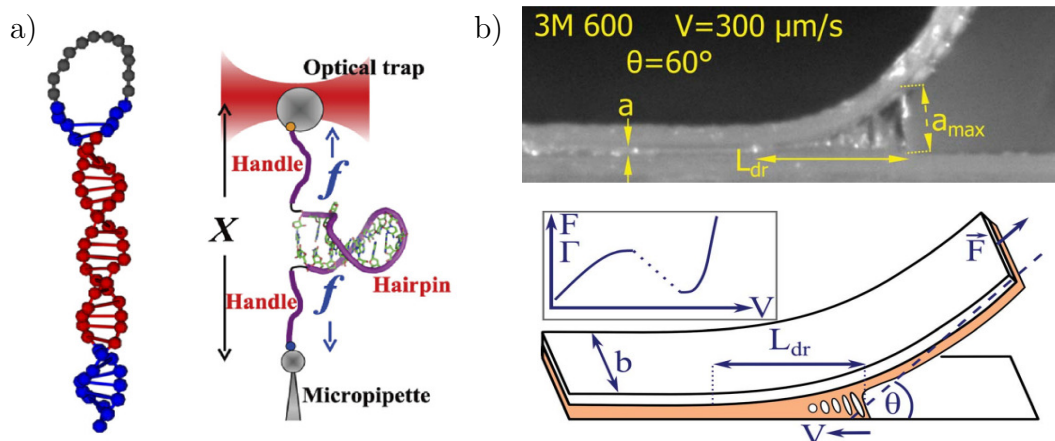 a)
Optical trap
Handle
f
X
Hairpin
Handle
f
Micropipette
b)
3M 600 V=300 µm/s
θ=60°
a
a_max
L_dr
F
Γ
V
F⃗
b
L_dr
θ
V